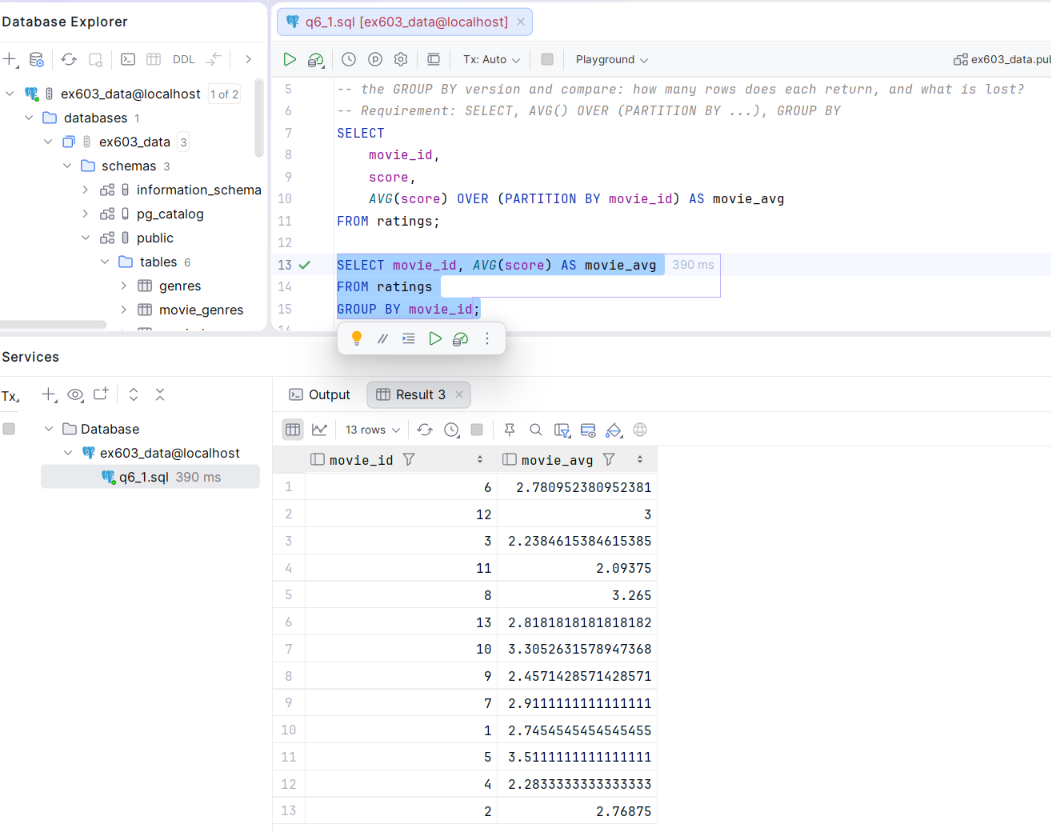 Database Explorer
q6_1.sql [ex603_data@localhost]
DDL
Tx: Auto
Playground
ex603_data.pub
ex603_data@localhost 1 of 2
databases 1
ex603_data 3
schemas 3
information_schema
pg_catalog
public
tables 6
genres
movie_genres
5 -- the GROUP BY version and compare: how many rows does each return, and what is lost?
6 -- Requirement: SELECT, AVG() OVER (PARTITION BY ...), GROUP BY
7 SELECT
8 movie_id,
9 score,
10 AVG(score) OVER (PARTITION BY movie_id) AS movie_avg
11 FROM ratings;
12
13 SELECT movie_id, AVG(score) AS movie_avg 390 ms
14 FROM ratings
15 GROUP BY movie_id;
Services
Tx
Database
ex603_data@localhost
q6_1.sql 390 ms
Output
Result 3
13 rows
movie_id movie_avg
1 6 2.780952380952381
2 12 3
3 3 2.2384615384615385
4 11 2.09375
5 8 3.265
6 13 2.8181818181818182
7 10 3.3052631578947368
8 9 2.4571428571428571
9 7 2.9111111111111111
10 1 2.7454545454545455
11 5 3.5111111111111111
12 4 2.2833333333333333
13 2 2.76875